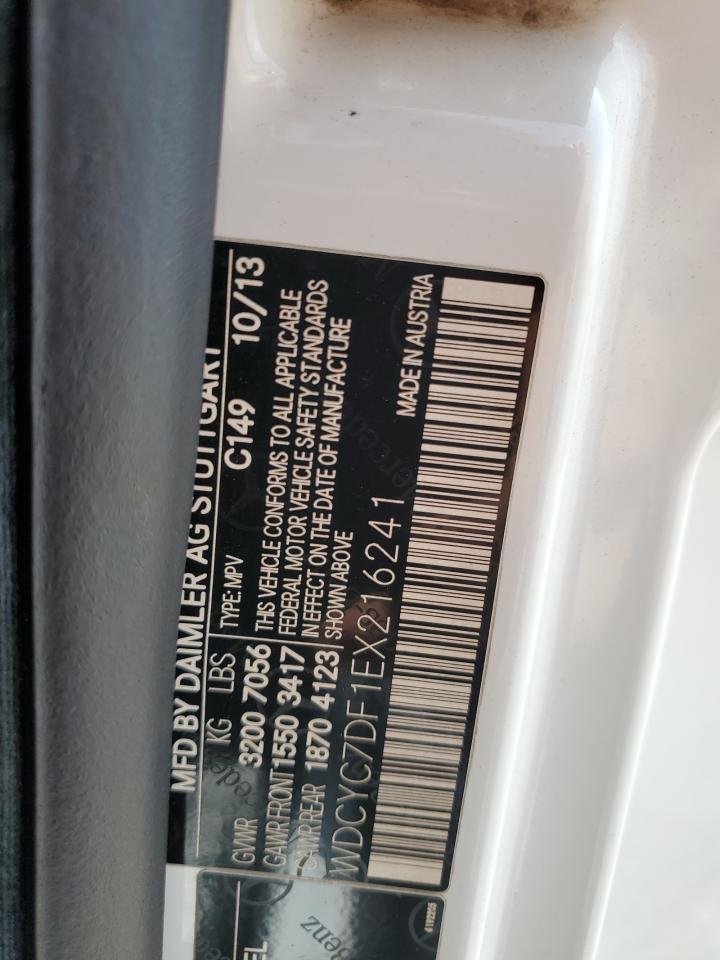 MFD BY DAIMLER AG STUTTGART
KG LBS TYPE: MPV C149 10/13
GVWR 3200 7056 THIS VEHICLE CONFORMS TO ALL APPLICABLE
GAWR FRONT 1550 3417 FEDERAL MOTOR VEHICLE SAFETY STANDARDS
GAWR REAR 1870 4123 IN EFFECT ON THE DATE OF MANUFACTURE
SHOWN ABOVE
WDCYC7DF1EX216241 MADE IN AUSTRIA
Benz